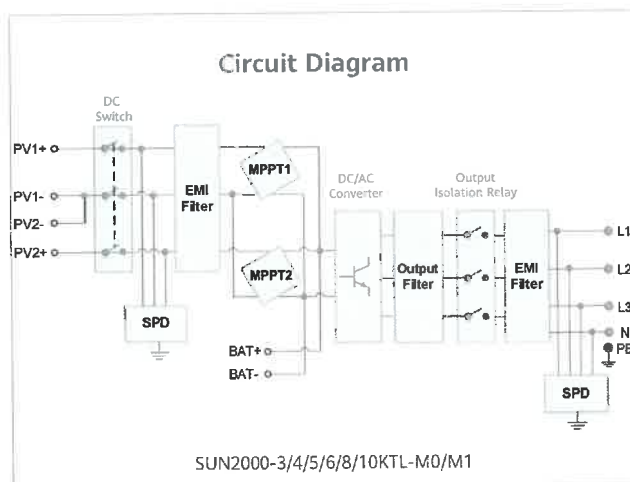 Circuit Diagram
DC
Switch
PV1+
PV1-
PV2-
PV2+
EMI
Filter
MPPT1
MPPT2
SPD
BAT+
BAT-
DC/AC
Converter
Output
Filter
Output
Isolation Relay
EMI
Filter
L1
L2
L3
N
PE
SPD
SUN2000-3/4/5/6/8/10KTL-M0/M1